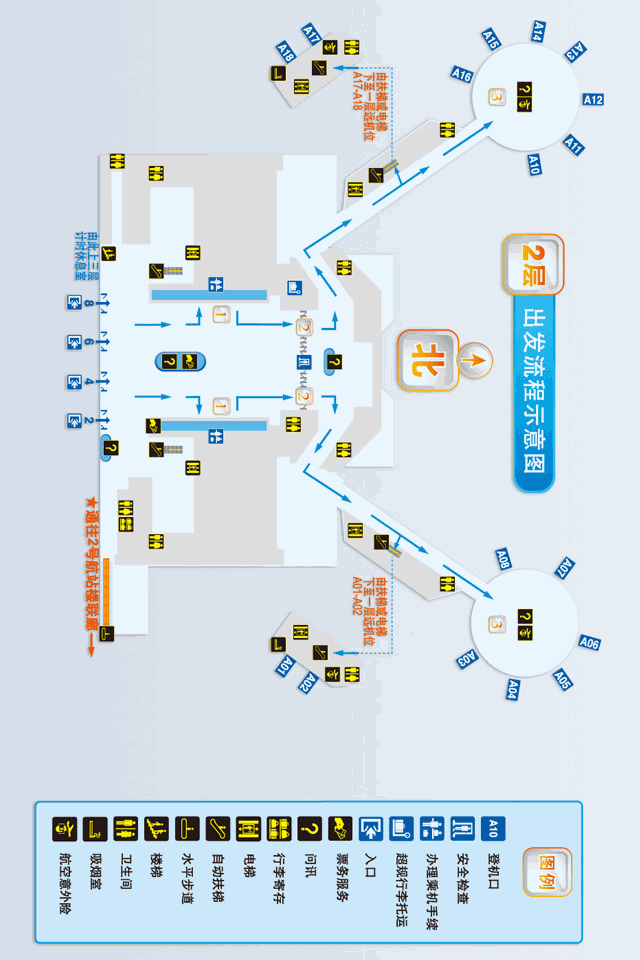 2层
出发流程示意图
北
A10
A11
A12
A13
A14
A15
A16
3
?
A17
A18
由扶梯或电梯
下至一层远机位
A17-A18
由此上三层
计时休息室
8
6
4
2
1
1
2
2
?
?
?
★通往2号航站楼联廊→
由扶梯或电梯
下至一层远机位
A01-A02
A01
A02
A03
A04
A05
A06
A07
A08
3
?
图例
A10 登机口
安全检查
办理乘机手续
超规行李托运
入口
票务服务
? 问讯
行李寄存
电梯
自动扶梯
水平步道
楼梯
卫生间
吸烟室
航空意外险